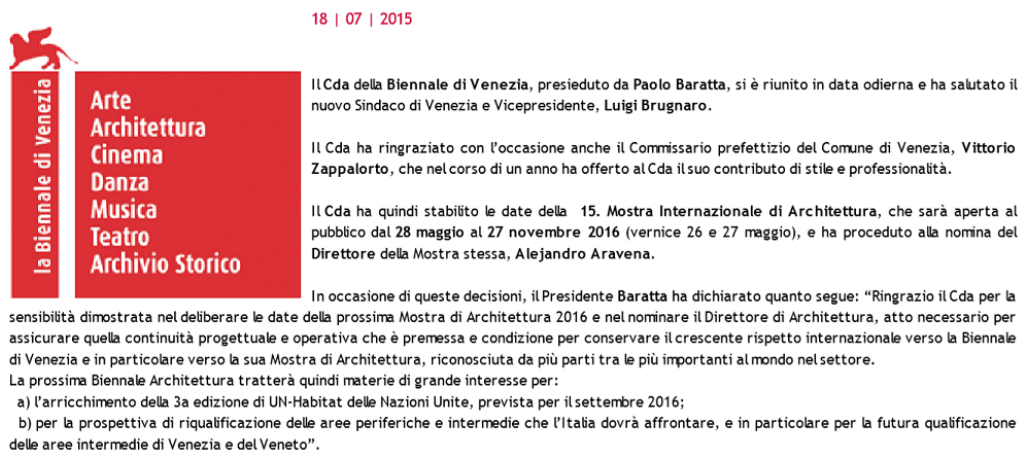 18 | 07 | 2015
la Biennale di Venezia
Arte
Architettura
Cinema
Danza
Musica
Teatro
Archivio Storico
Il Cda della Biennale di Venezia, presieduto da Paolo Baratta, si è riunito in data odierna e ha salutato il
nuovo Sindaco di Venezia e Vicepresidente, Luigi Brugnaro.
Il Cda ha ringraziato con l'occasione anche il Commissario prefettizio del Comune di Venezia, Vittorio
Zappalorto, che nel corso di un anno ha offerto al Cda il suo contributo di stile e professionalità.
Il Cda ha quindi stabilito le date della 15. Mostra Internazionale di Architettura, che sarà aperta al
pubblico dal 28 maggio al 27 novembre 2016 (vernice 26 e 27 maggio), e ha proceduto alla nomina del
Direttore della Mostra stessa, Alejandro Aravena.
In occasione di queste decisioni, il Presidente Baratta ha dichiarato quanto segue: “Ringrazio il Cda per la
sensibilità dimostrata nel deliberare le date della prossima Mostra di Architettura 2016 e nel nominare il Direttore di Architettura, atto necessario per
assicurare quella continuità progettuale e operativa che è premessa e condizione per conservare il crescente rispetto internazionale verso la Biennale
di Venezia e in particolare verso la sua Mostra di Architettura, riconosciuta da più parti tra le più importanti al mondo nel settore.
La prossima Biennale Architettura tratterà quindi materie di grande interesse per:
a) l'arricchimento della 3a edizione di UN-Habitat delle Nazioni Unite, prevista per il settembre 2016;
b) per la prospettiva di riqualificazione delle aree periferiche e intermedie che l'Italia dovrà affrontare, e in particolare per la futura qualificazione
delle aree intermedie di Venezia e del Veneto”.